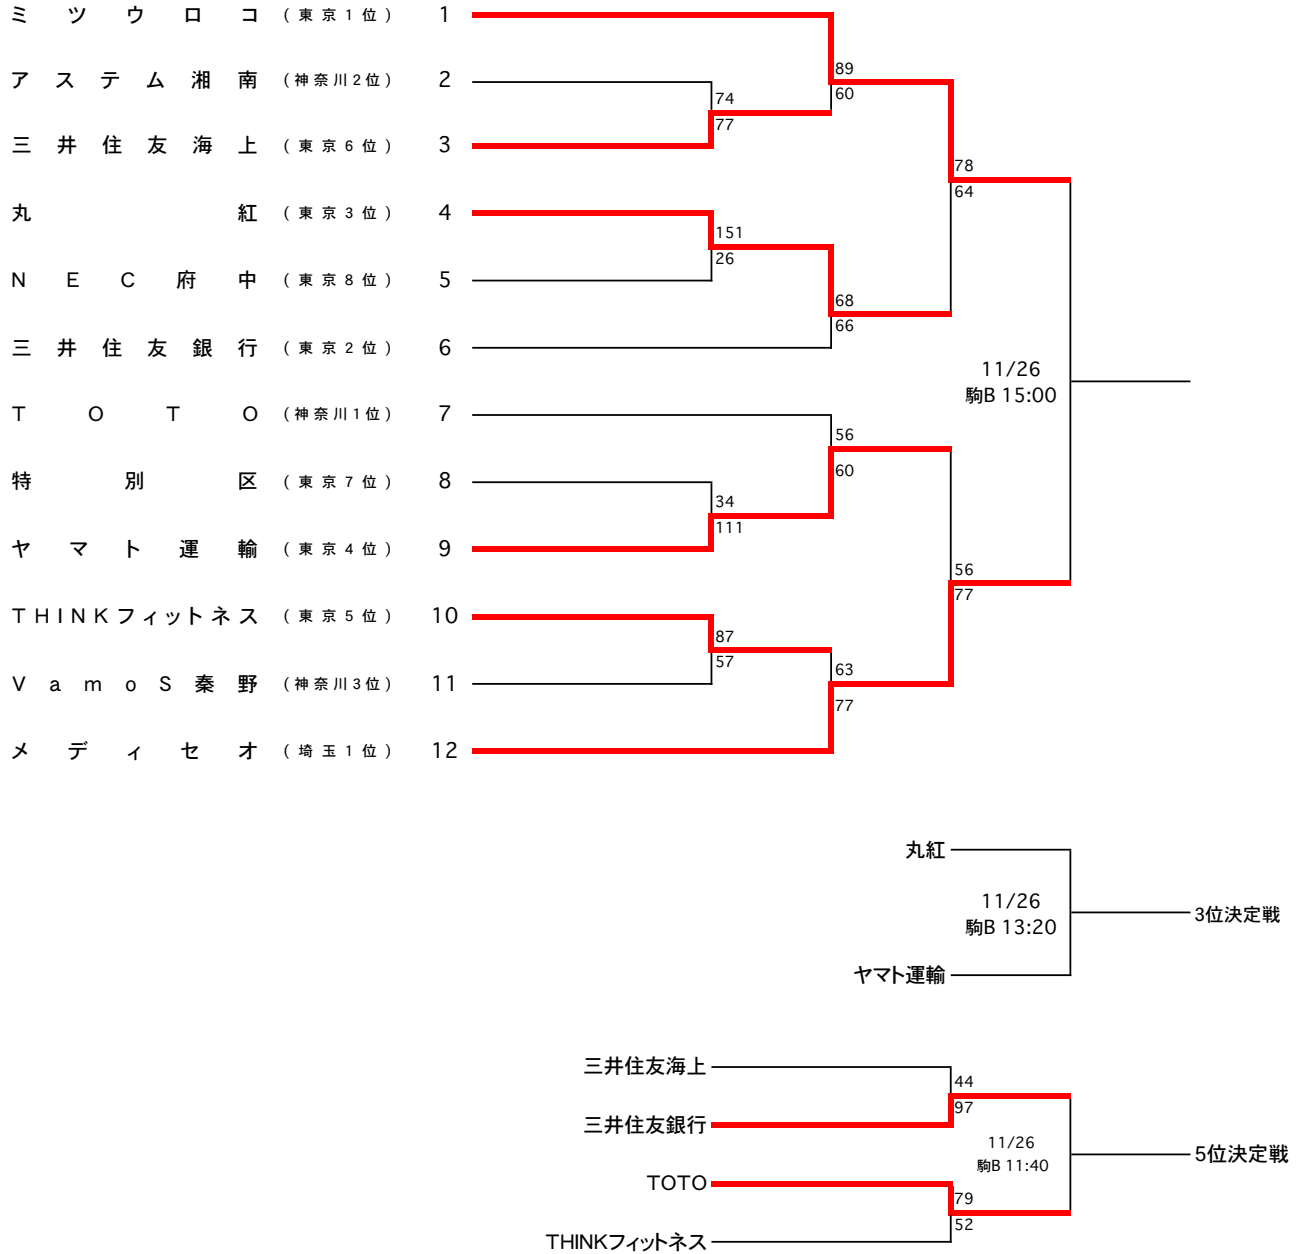 ミツウロコ (東京1位) 1
アステム湘南 (神奈川2位) 2
三井住友海上 (東京6位) 3
丸紅 (東京3位) 4
NEC府中 (東京8位) 5
三井住友銀行 (東京2位) 6
TOTO (神奈川1位) 7
特別区 (東京7位) 8
ヤマト運輸 (東京4位) 9
THINKフィットネス (東京5位) 10
VamoS秦野 (神奈川3位) 11
メディセオ (埼玉1位) 12
74
77
151
26
34
111
87
57
89
60
68
66
56
60
63
77
78
64
56
77
11/26
駒B 15:00
丸紅
11/26
駒B 13:20
3位決定戦
ヤマト運輸
三井住友海上
44
97
三井住友銀行
11/26
駒B 11:40
5位決定戦
TOTO
79
52
THINKフィットネス